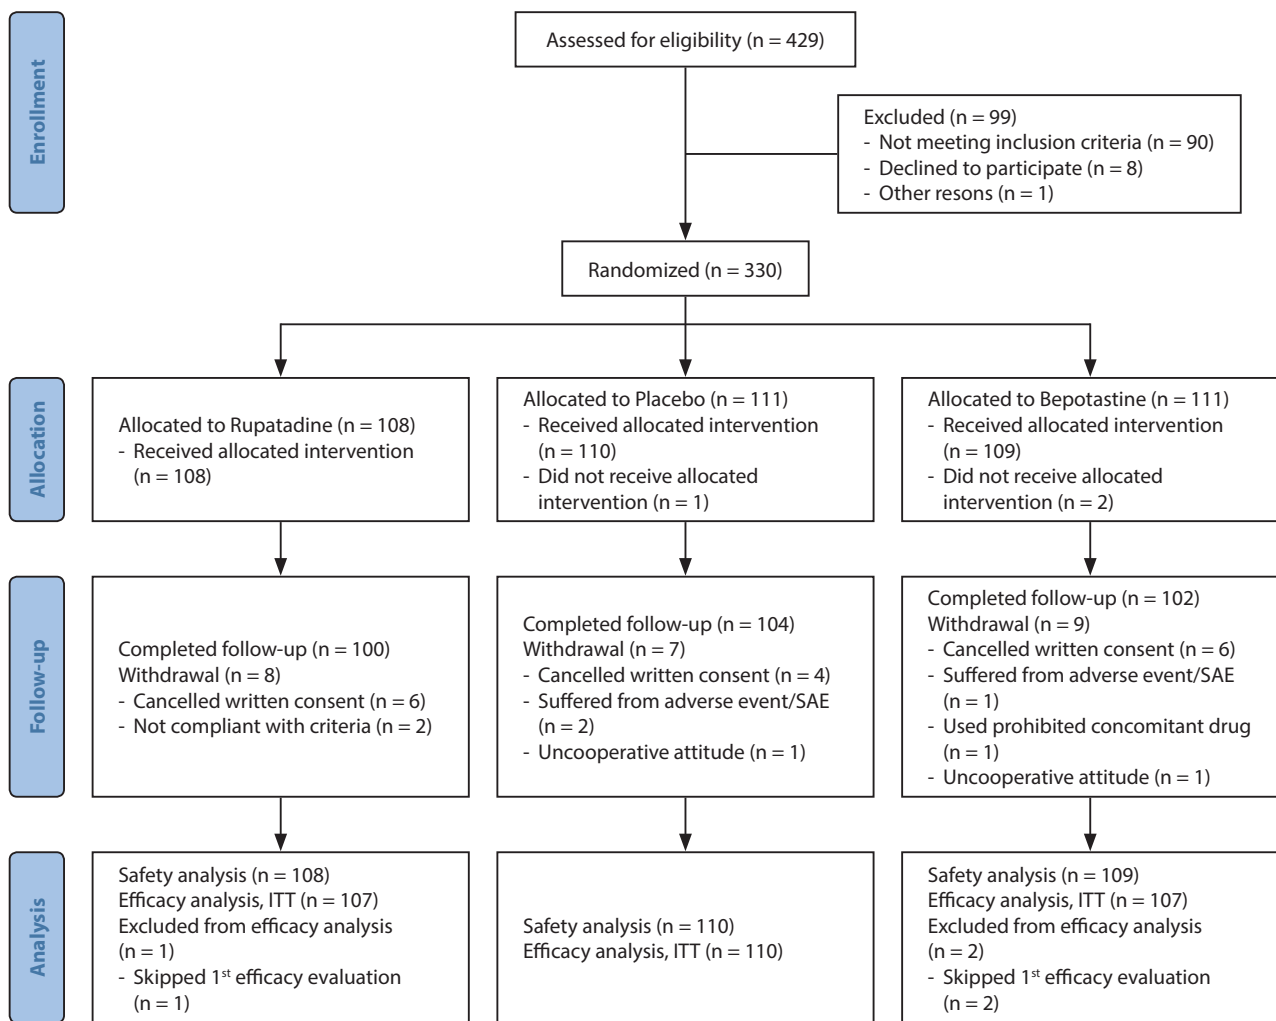 Enrollment
Assessed for eligibility (n = 429)
Excluded (n = 99)
- Not meeting inclusion criteria (n = 90)
- Declined to participate (n = 8)
- Other resons (n = 1)
Randomized (n = 330)
Allocation
Allocated to Rupatadine (n = 108)
- Received allocated intervention
(n = 108)
Allocated to Placebo (n = 111)
- Received allocated intervention
(n = 110)
- Did not receive allocated
intervention (n = 1)
Allocated to Bepotastine (n = 111)
- Received allocated intervention
(n = 109)
- Did not receive allocated
intervention (n = 2)
Follow-up
Completed follow-up (n = 100)
Withdrawal (n = 8)
- Cancelled written consent (n = 6)
- Not compliant with criteria (n = 2)
Completed follow-up (n = 104)
Withdrawal (n = 7)
- Cancelled written consent (n = 4)
- Suffered from adverse event/SAE
(n = 2)
- Uncooperative attitude (n = 1)
Completed follow-up (n = 102)
Withdrawal (n = 9)
- Cancelled written consent (n = 6)
- Suffered from adverse event/SAE
(n = 1)
- Used prohibited concomitant drug
(n = 1)
- Uncooperative attitude (n = 1)
Analysis
Safety analysis (n = 108)
Efficacy analysis, ITT (n = 107)
Excluded from efficacy analysis
(n = 1)
- Skipped 1st efficacy evaluation
(n = 1)
Safety analysis (n = 110)
Efficacy analysis, ITT (n = 110)
Safety analysis (n = 109)
Efficacy analysis, ITT (n = 107)
Excluded from efficacy analysis
(n = 2)
- Skipped 1st efficacy evaluation
(n = 2)